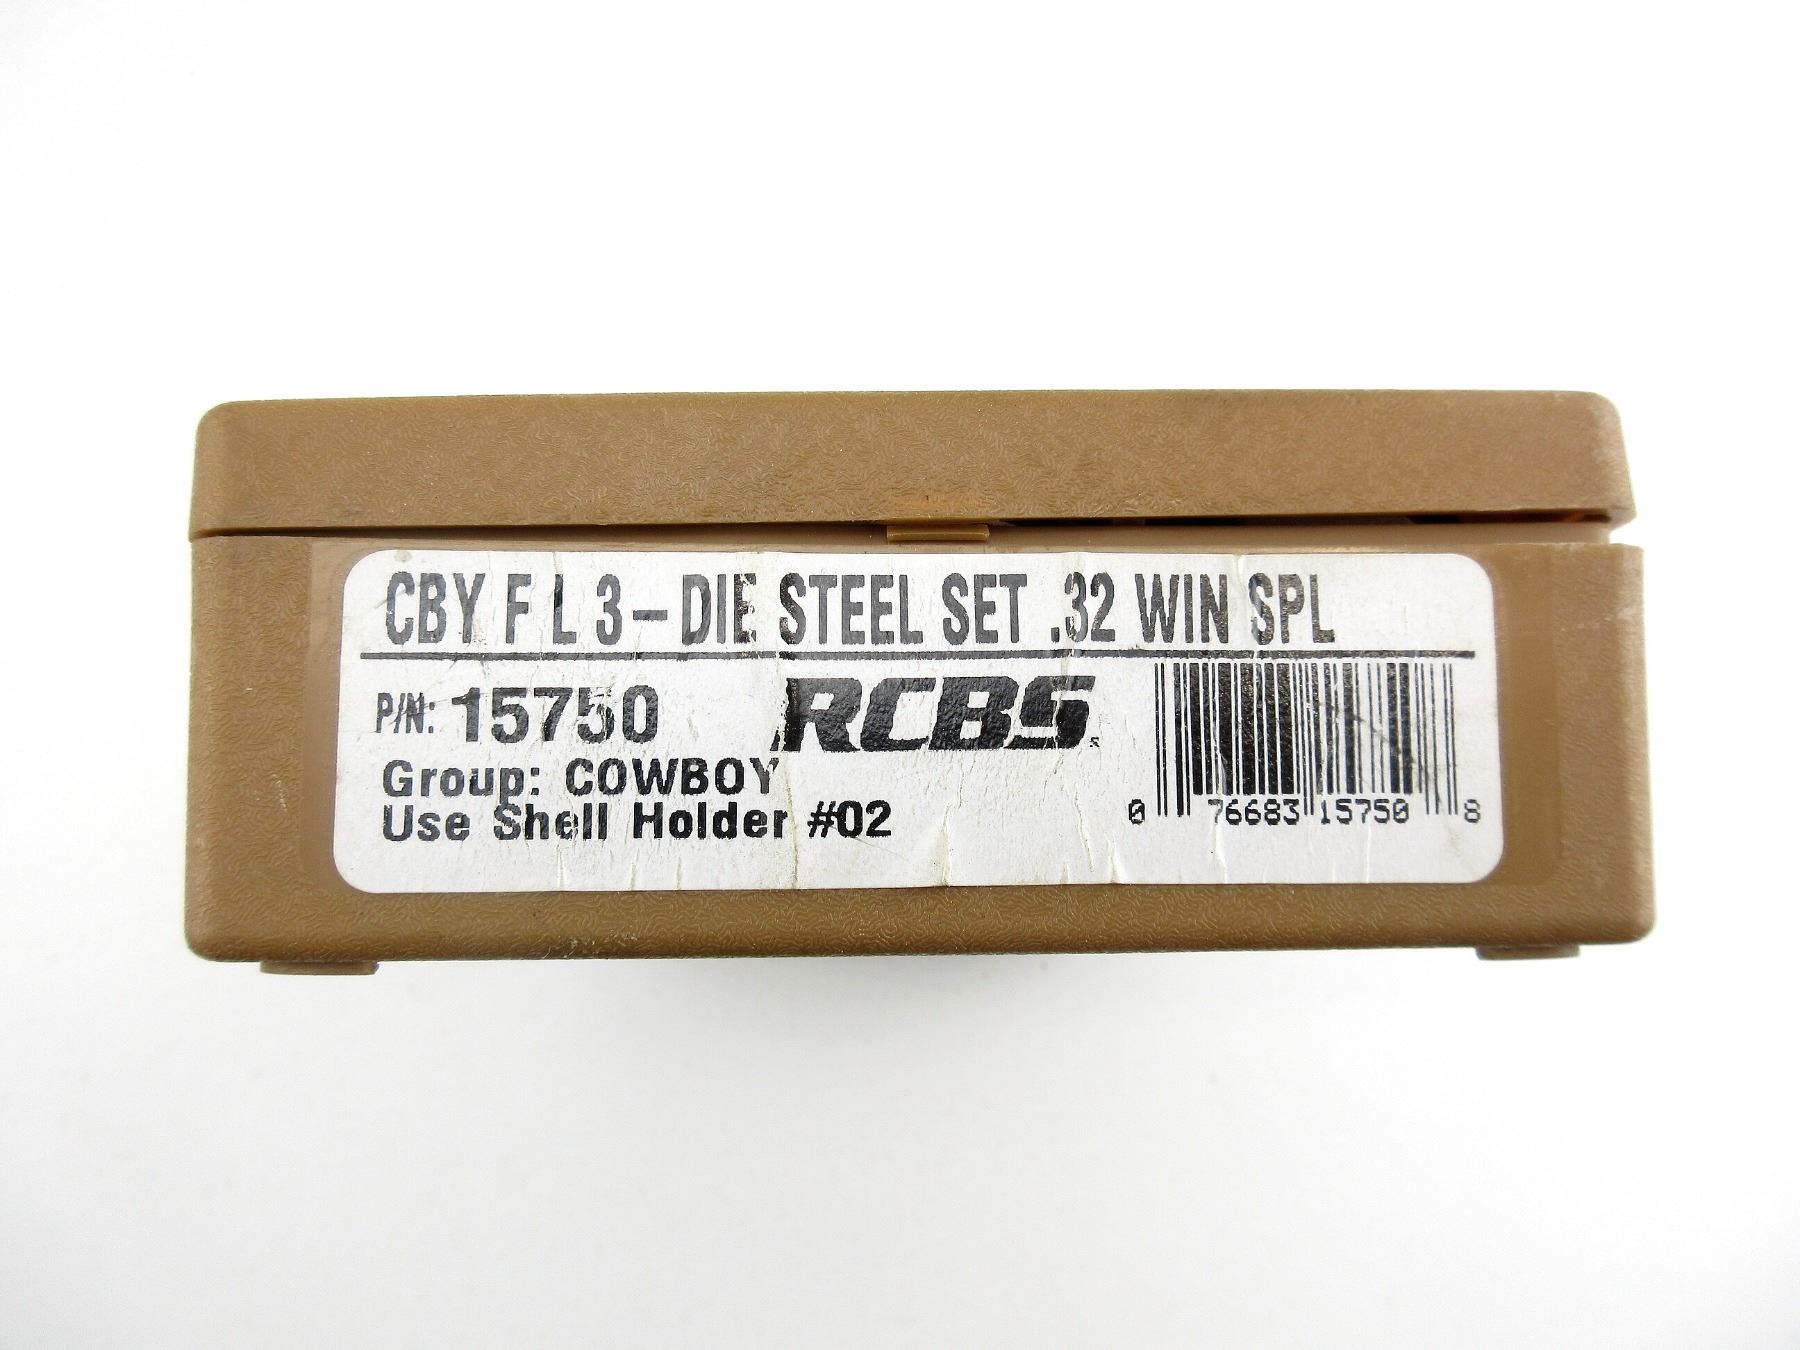 CBY F L 3-DIE STEEL SET .32 WIN SPL
P/N: 15750 RCBS
Group: COWBOY
Use Shell Holder #02
0 76683 15750 8